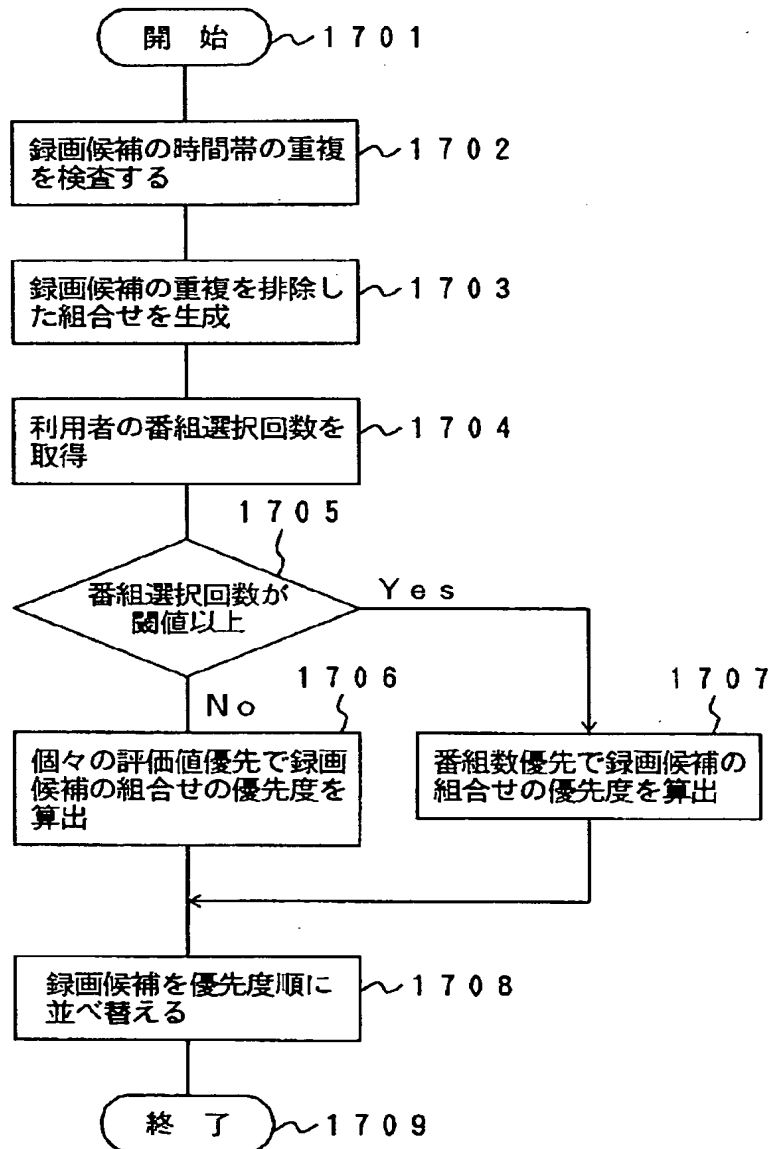 開 始
1701
録画候補の時間帯の重複
を検査する
1702
録画候補の重複を排除し
た組合せを生成
1703
利用者の番組選択回数を
取得
1704
1705
番組選択回数が
閾値以上
Yes
No
1706
個々の評価値優先で録画
候補の組合せの優先度を
算出
1707
番組数優先で録画候補の
組合せの優先度を算出
録画候補を優先度順に
並べ替える
1708
終 了
1709